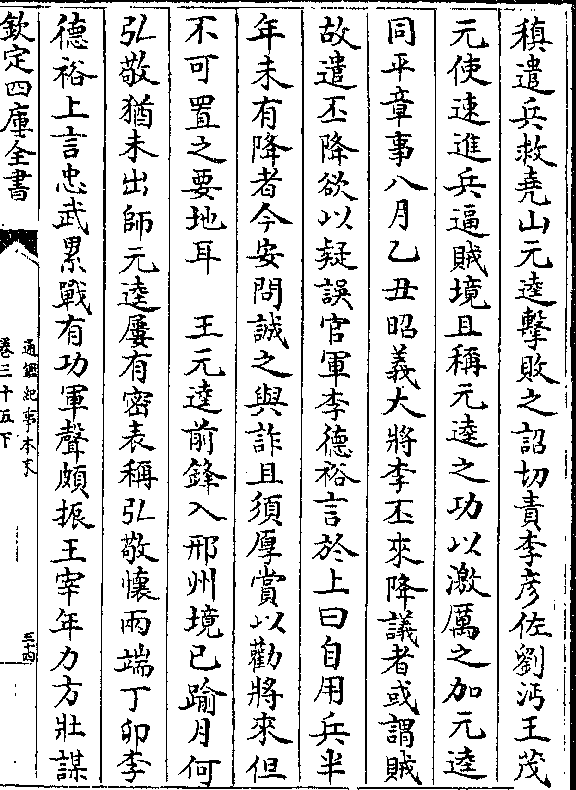 稹遣兵救堯山元逵擊敗之詔切責李彦佐劉沔王茂
元使速進兵逼賊境且稱元逵之功以激厲之加元逵
同平章事八月乙丑昭義大將李丕來降議者或謂賊
故遣丕降欲以疑誤官軍李德裕言於上曰自用兵半
年未有降者今安問誠之與詐且須厚賞以勸將來但
不可置之要地耳　王元逵前鋒入邢州境已踰月何
弘敬猶未出師元逵屢有密表稱弘敬懷兩端丁卯李
德裕上言忠武累戰有功軍聲頗振王宰年力方壯謀
欽定四庫全書
通鑑紀事本末
卷三十五下
三十四